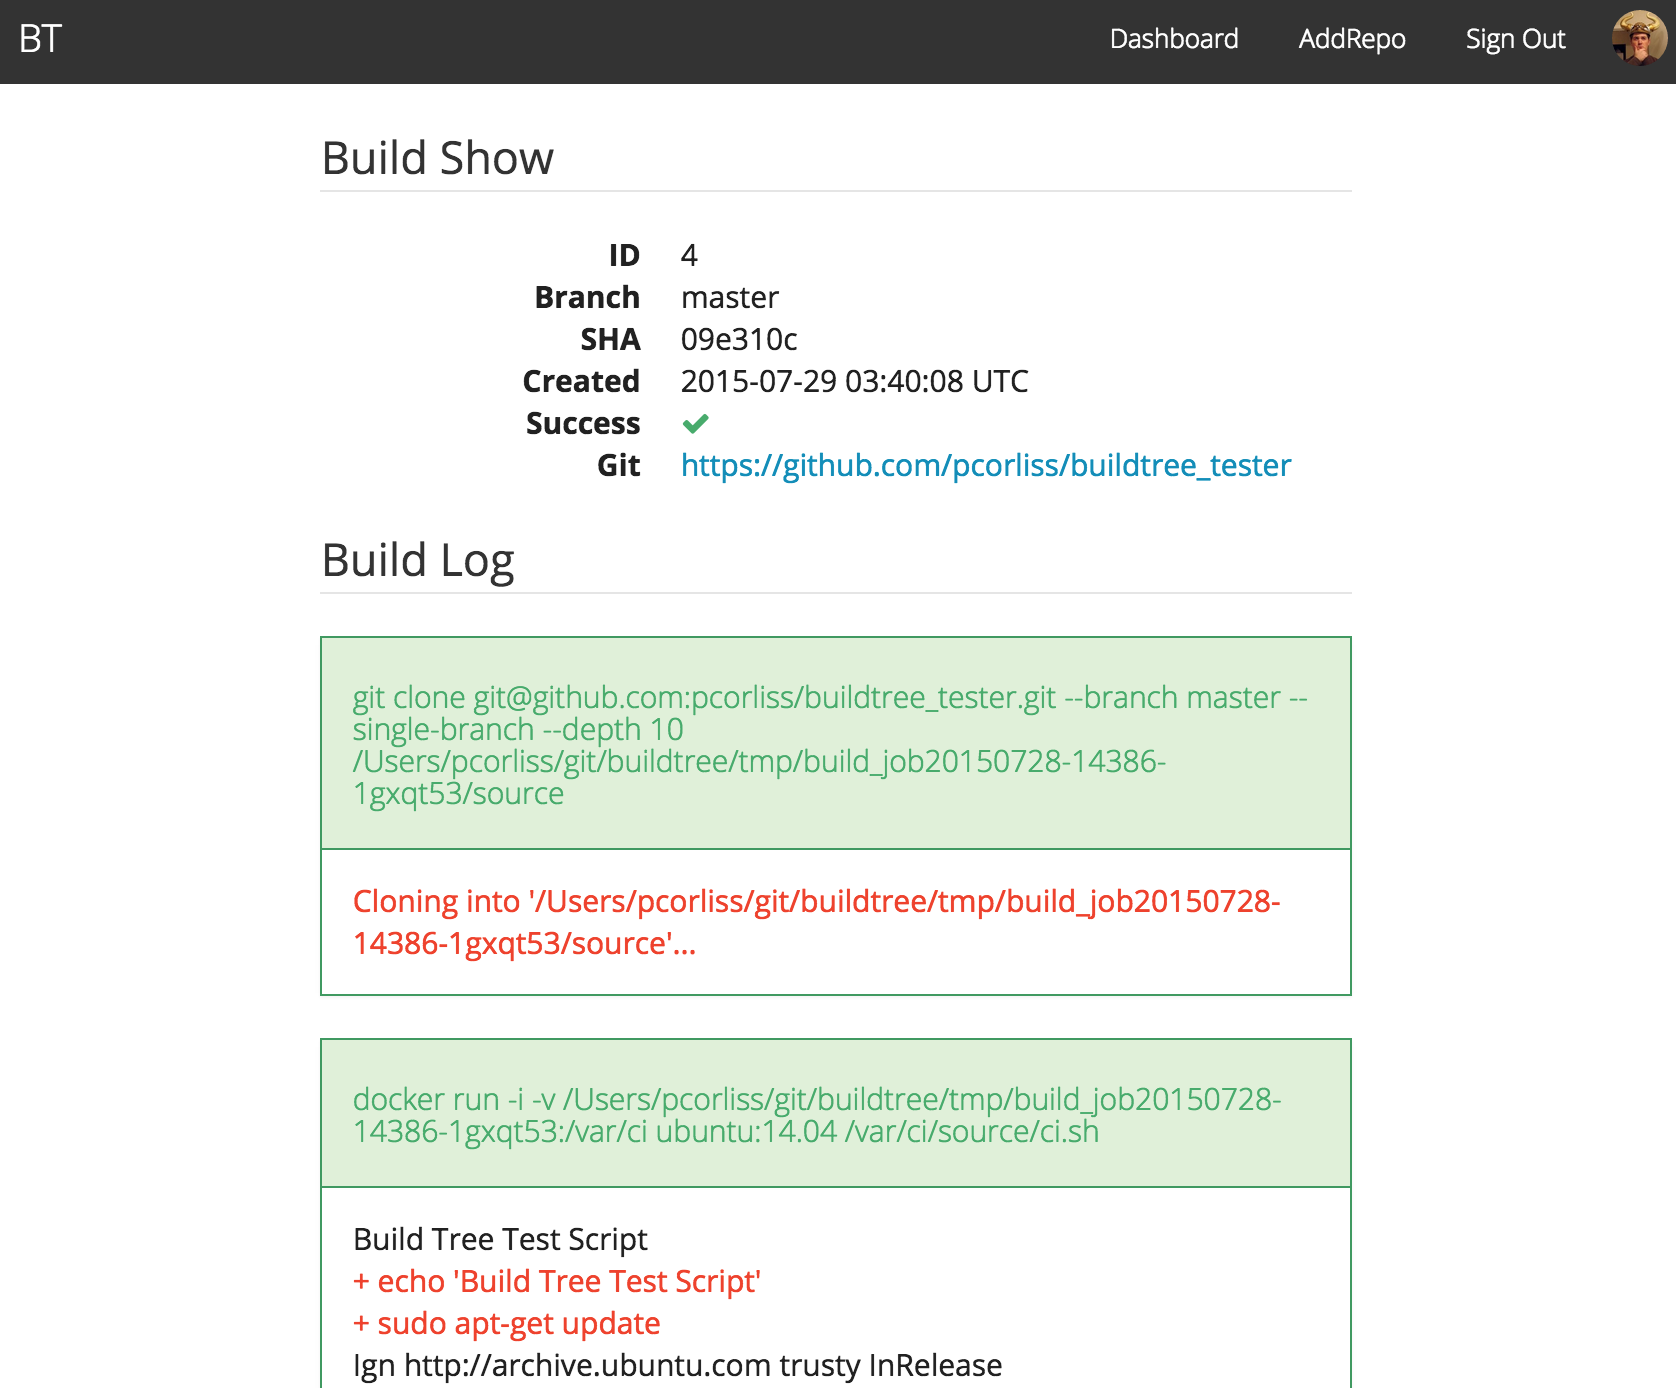 BT
Dashboard AddRepo Sign Out
Build Show
ID 4
Branch master
SHA 09e310c
Created 2015-07-29 03:40:08 UTC
Success
Git https://github.com/pcorliss/buildtree_tester
Build Log
git clone git@github.com:pcorliss/buildtree_tester.git --branch master --
single-branch --depth 10
/Users/pcorliss/git/buildtree/tmp/build_job20150728-14386-
1gxqt53/source
Cloning into '/Users/pcorliss/git/buildtree/tmp/build_job20150728-
14386-1gxqt53/source'...
docker run -i -v /Users/pcorliss/git/buildtree/tmp/build_job20150728-
14386-1gxqt53:/var/ci ubuntu:14.04 /var/ci/source/ci.sh
Build Tree Test Script
+ echo 'Build Tree Test Script'
+ sudo apt-get update
Ign http://archive.ubuntu.com trusty InRelease